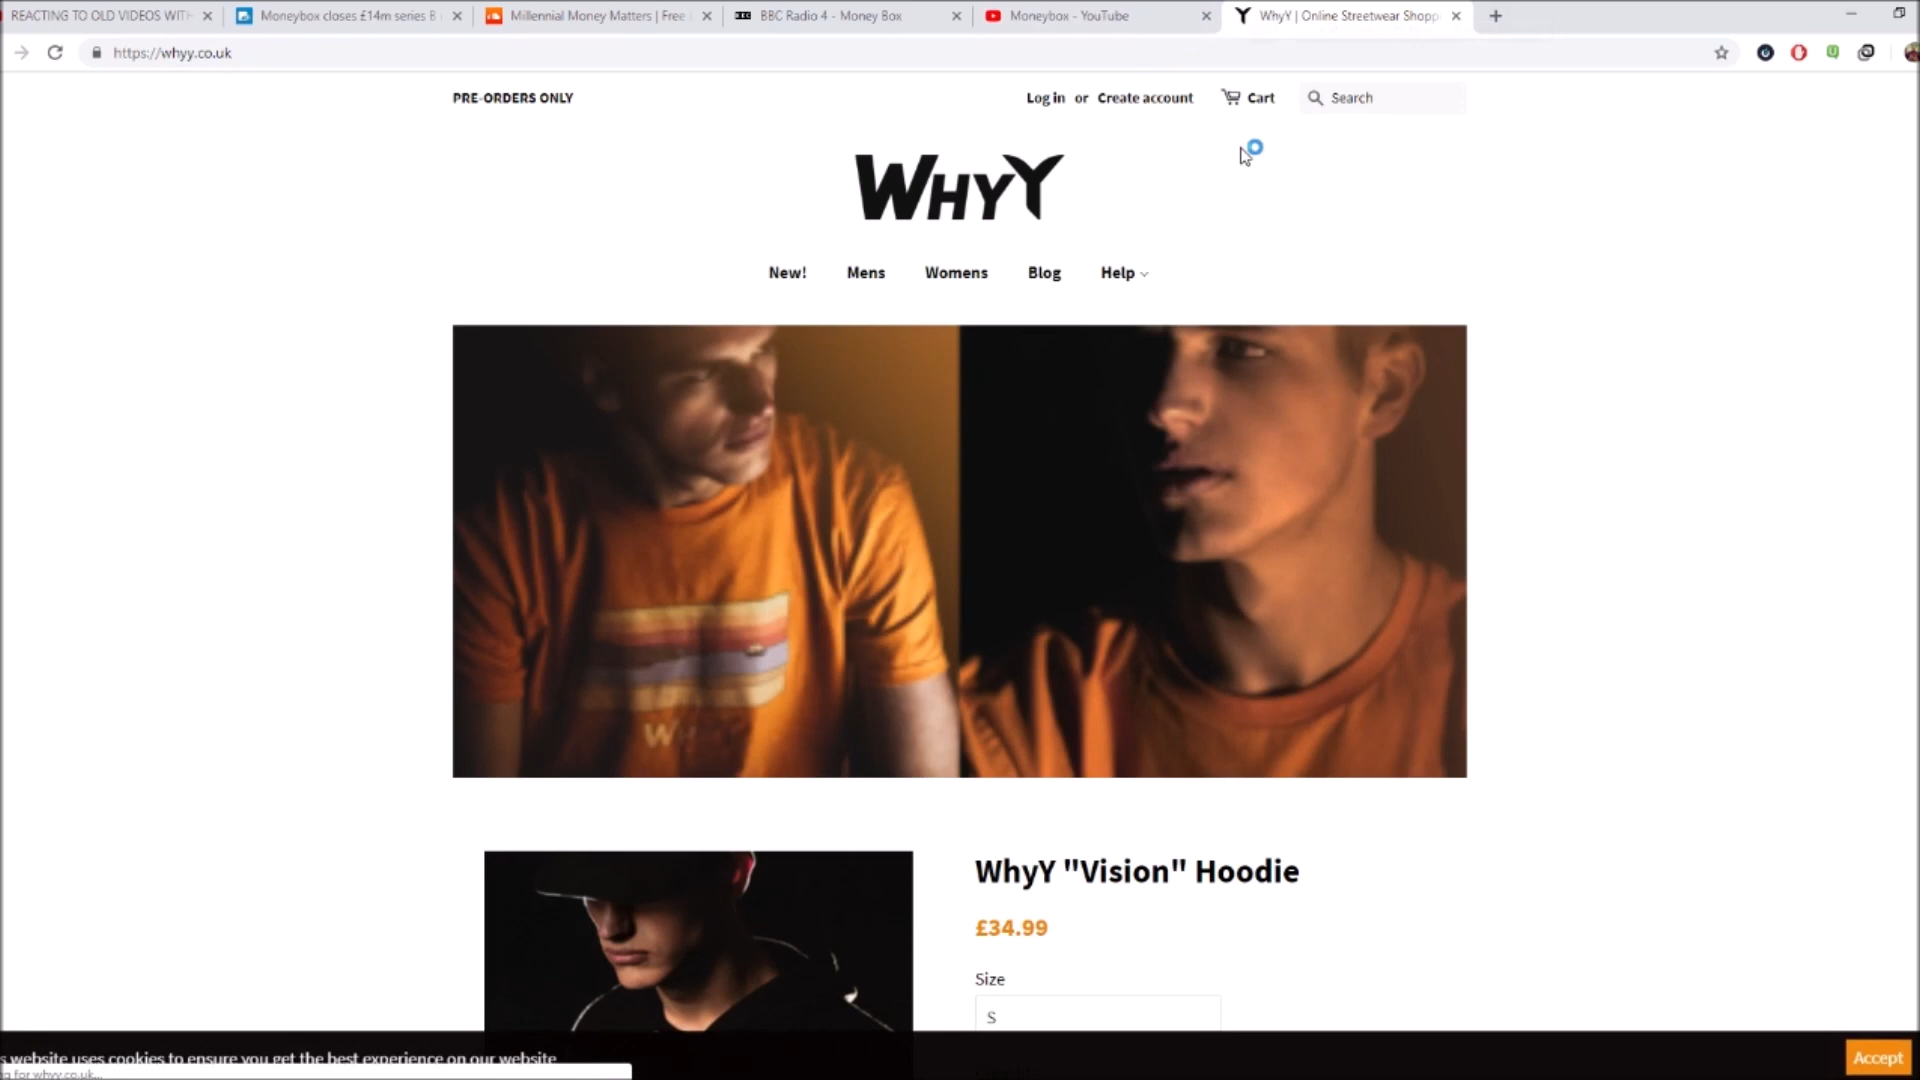 REACTING TO OLD VIDEOS WITH
Moneybox closes £14m series B
Millennial Money Matters | Free
BBC Radio 4 - Money Box
Moneybox - YouTube
WhyY | Online Streetwear Shopp
https://whyy.co.uk
PRE-ORDERS ONLY
Log in or Create account
Cart
Search
WHYY
New!
Mens
Womens
Blog
Help
WhyY "Vision" Hoodie
£34.99
Size
S
s website uses cookies to ensure you get the best experience on our website
Accept
ng for whyy.co.uk...